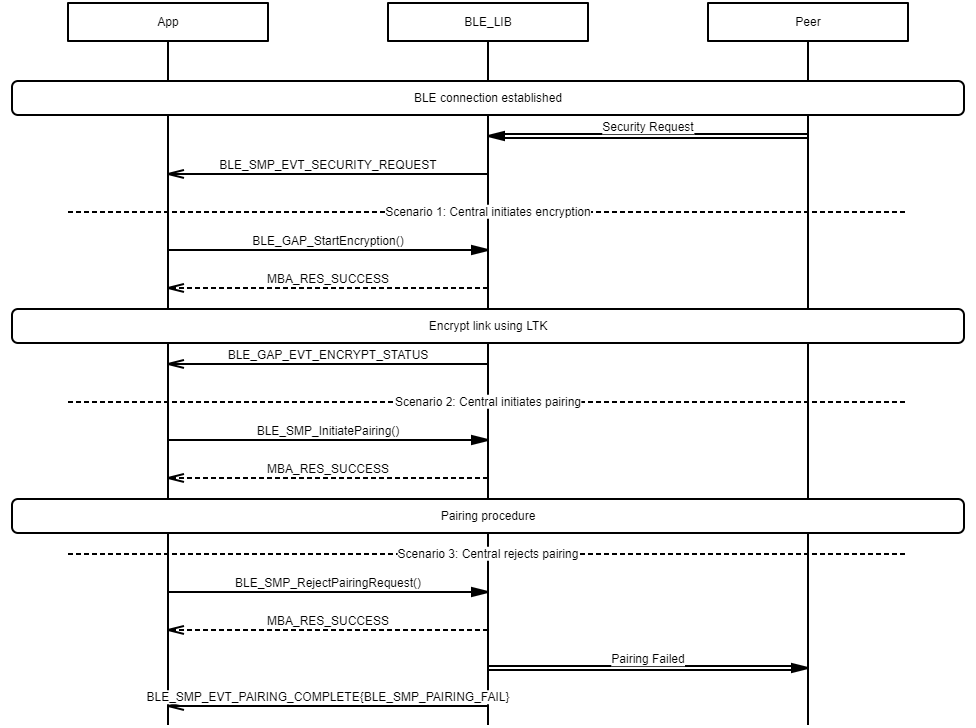 App
BLE_LIB
Peer
BLE connection established
Security Request
BLE_SMP_EVT_SECURITY_REQUEST
Scenario 1: Central initiates encryption
BLE_GAP_StartEncryption()
MBA_RES_SUCCESS
Encrypt link using LTK
BLE_GAP_EVT_ENCRYPT_STATUS
Scenario 2: Central initiates pairing
BLE_SMP_InitiatePairing()
MBA_RES_SUCCESS
Pairing procedure
Scenario 3: Central rejects pairing
BLE_SMP_RejectPairingRequest()
MBA_RES_SUCCESS
Pairing Failed
BLE_SMP_EVT_PAIRING_COMPLETE{BLE_SMP_PAIRING_FAIL}